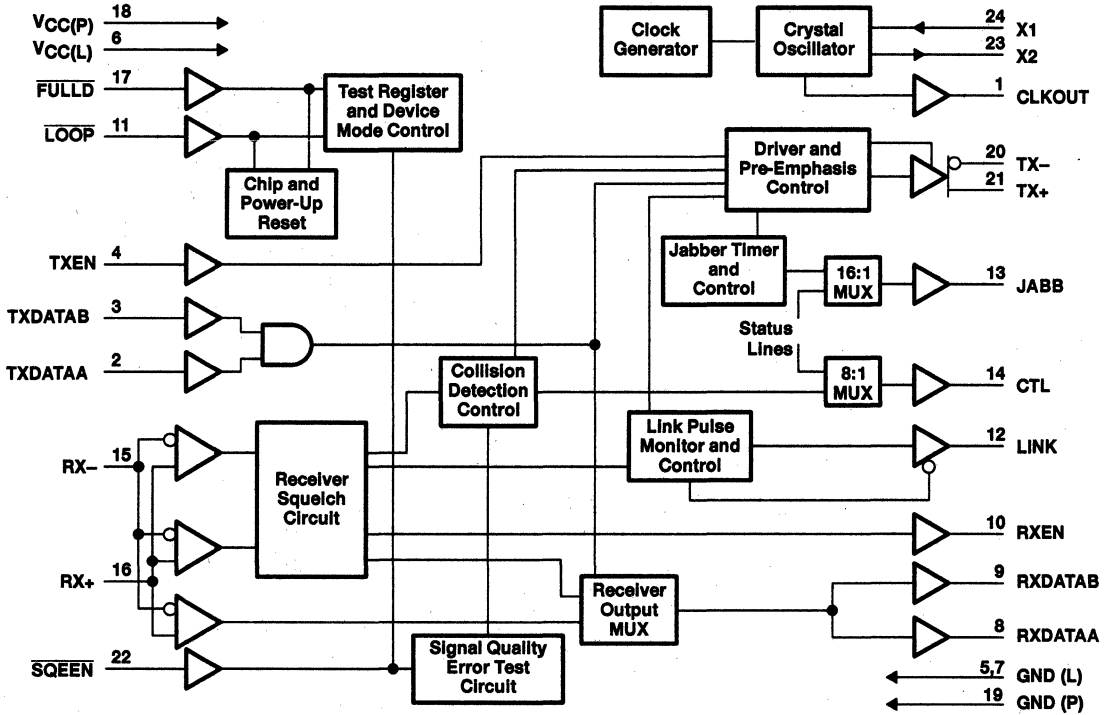 VCC(P) 18
VCC(L) 6
FULLD 17
LOOP 11
Test Register
and Device
Mode Control
Chip and
Power-Up
Reset
Clock
Generator
Crystal
Oscillator
24 X1
23 X2
1 CLKOUT
Driver and
Pre-Emphasis
Control
20 TX–
21 TX+
TXEN 4
TXDATAB 3
TXDATAA 2
Jabber Timer
and
Control
16:1
MUX
13 JABB
Status
Lines
Collision
Detection
Control
8:1
MUX
14 CTL
Link Pulse
Monitor and
Control
12 LINK
RX– 15
RX+ 16
Receiver
Squelch
Circuit
10 RXEN
Receiver
Output
MUX
9 RXDATAB
8 RXDATAA
SQEEN 22
Signal Quality
Error Test
Circuit
5,7 GND (L)
19 GND (P)